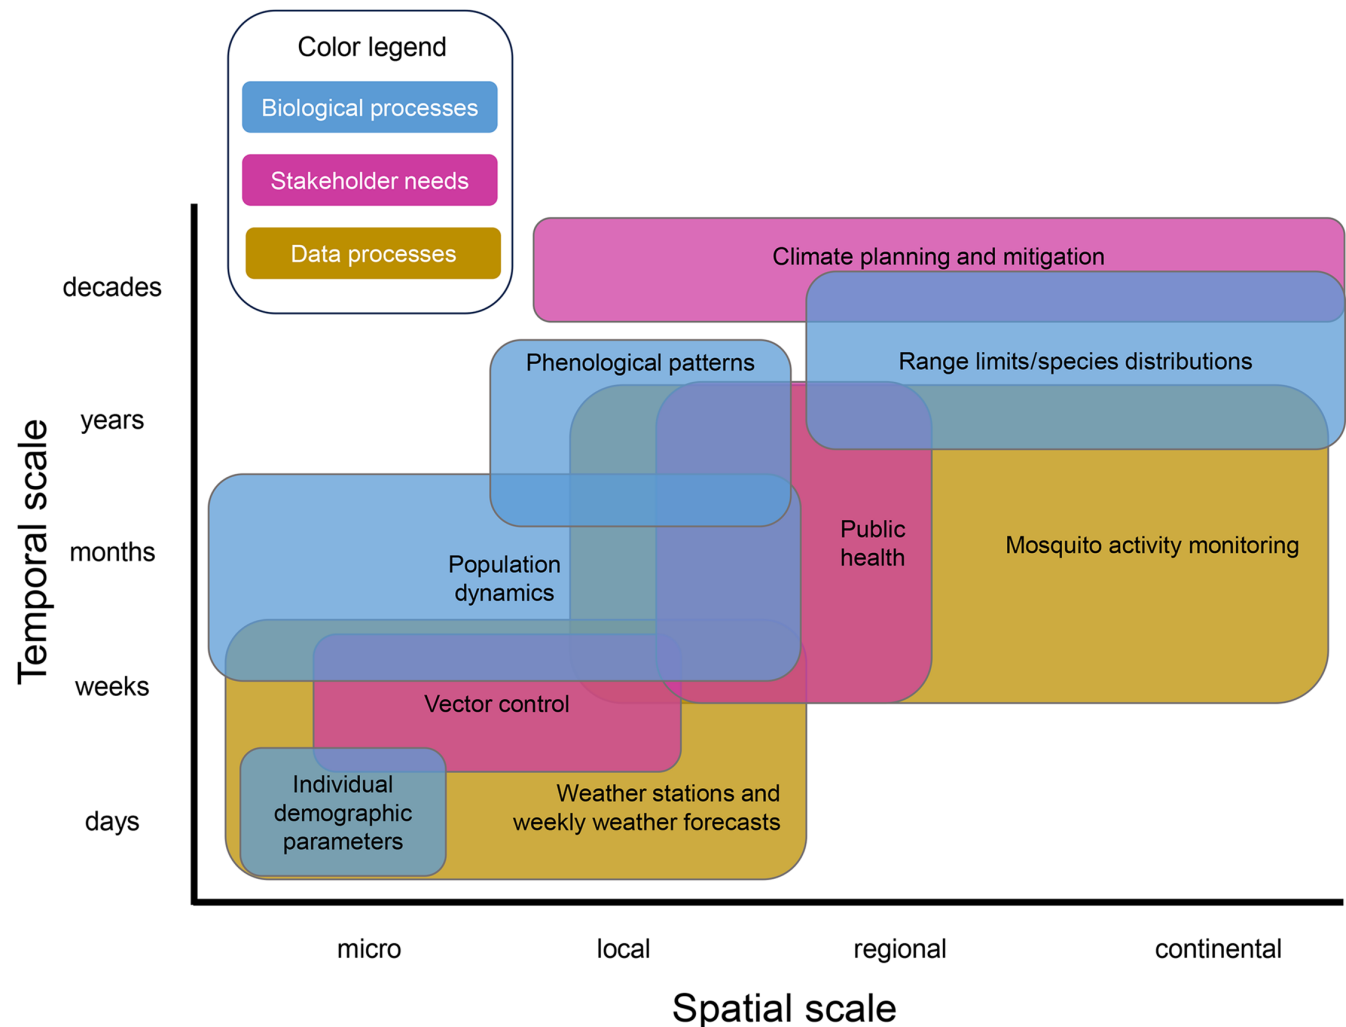 Color legend
Biological processes
Stakeholder needs
Data processes
Temporal scale
decades
years
months
weeks
days
Climate planning and mitigation
Phenological patterns
Range limits/species distributions
Population
dynamics
Public
health
Mosquito activity monitoring
Vector control
Individual
demographic
parameters
Weather stations and
weekly weather forecasts
micro
local
regional
continental
Spatial scale